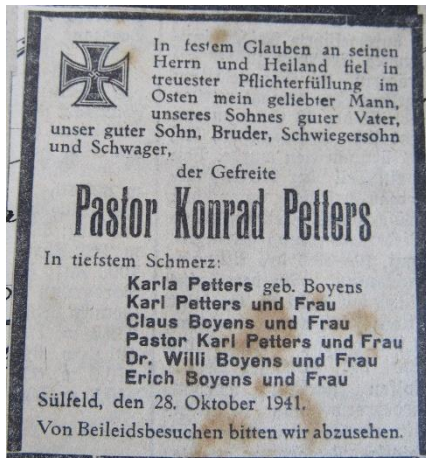 In festem Glauben an seinen
Herrn und Heiland fiel in
treuester Pflichterfüllung im
Osten mein geliebter Mann,
unseres Sohnes guter Vater,
unser guter Sohn, Bruder, Schwiegersohn
und Schwager,
der Gefreite
Pastor Konrad Petters
In tiefstem Schmerz:
Karla Petters geb. Boyens
Karl Petters und Frau
Claus Boyens und Frau
Pastor Karl Petters und Frau
Dr. Willi Boyens und Frau
Erich Boyens und Frau
Sülfeld, den 28. Oktober 1941.
Von Beileidsbesuchen bitten wir abzusehen.